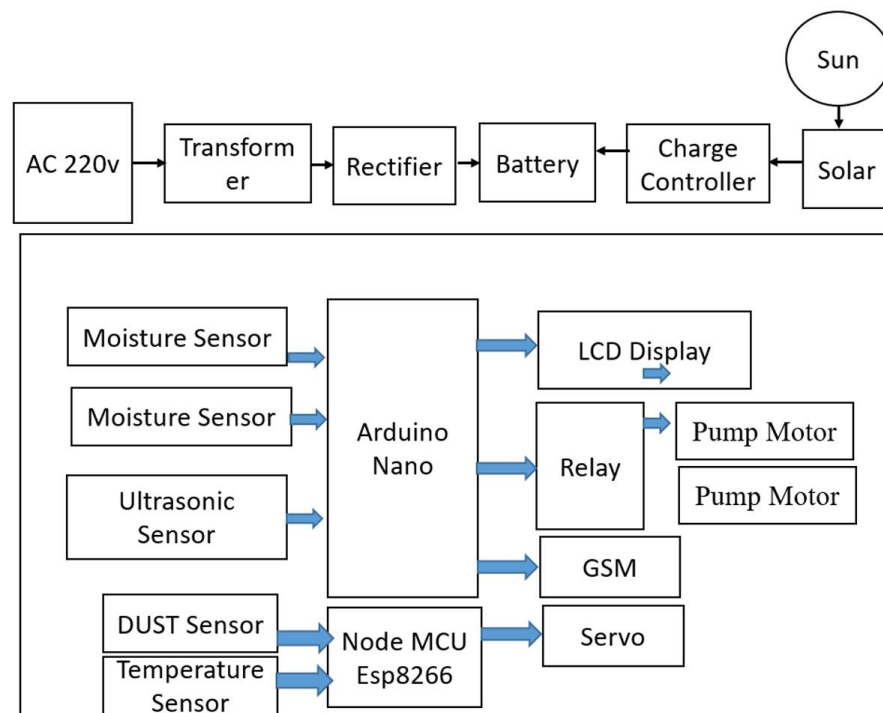 Sun
AC 220v
Transform
er
Rectifier
Battery
Charge
Controller
Solar
Moisture Sensor
Moisture Sensor
Ultrasonic
Sensor
DUST Sensor
Temperature
Sensor
Arduino
Nano
Node MCU
Esp8266
LCD Display
Relay
Pump Motor
Pump Motor
GSM
Servo